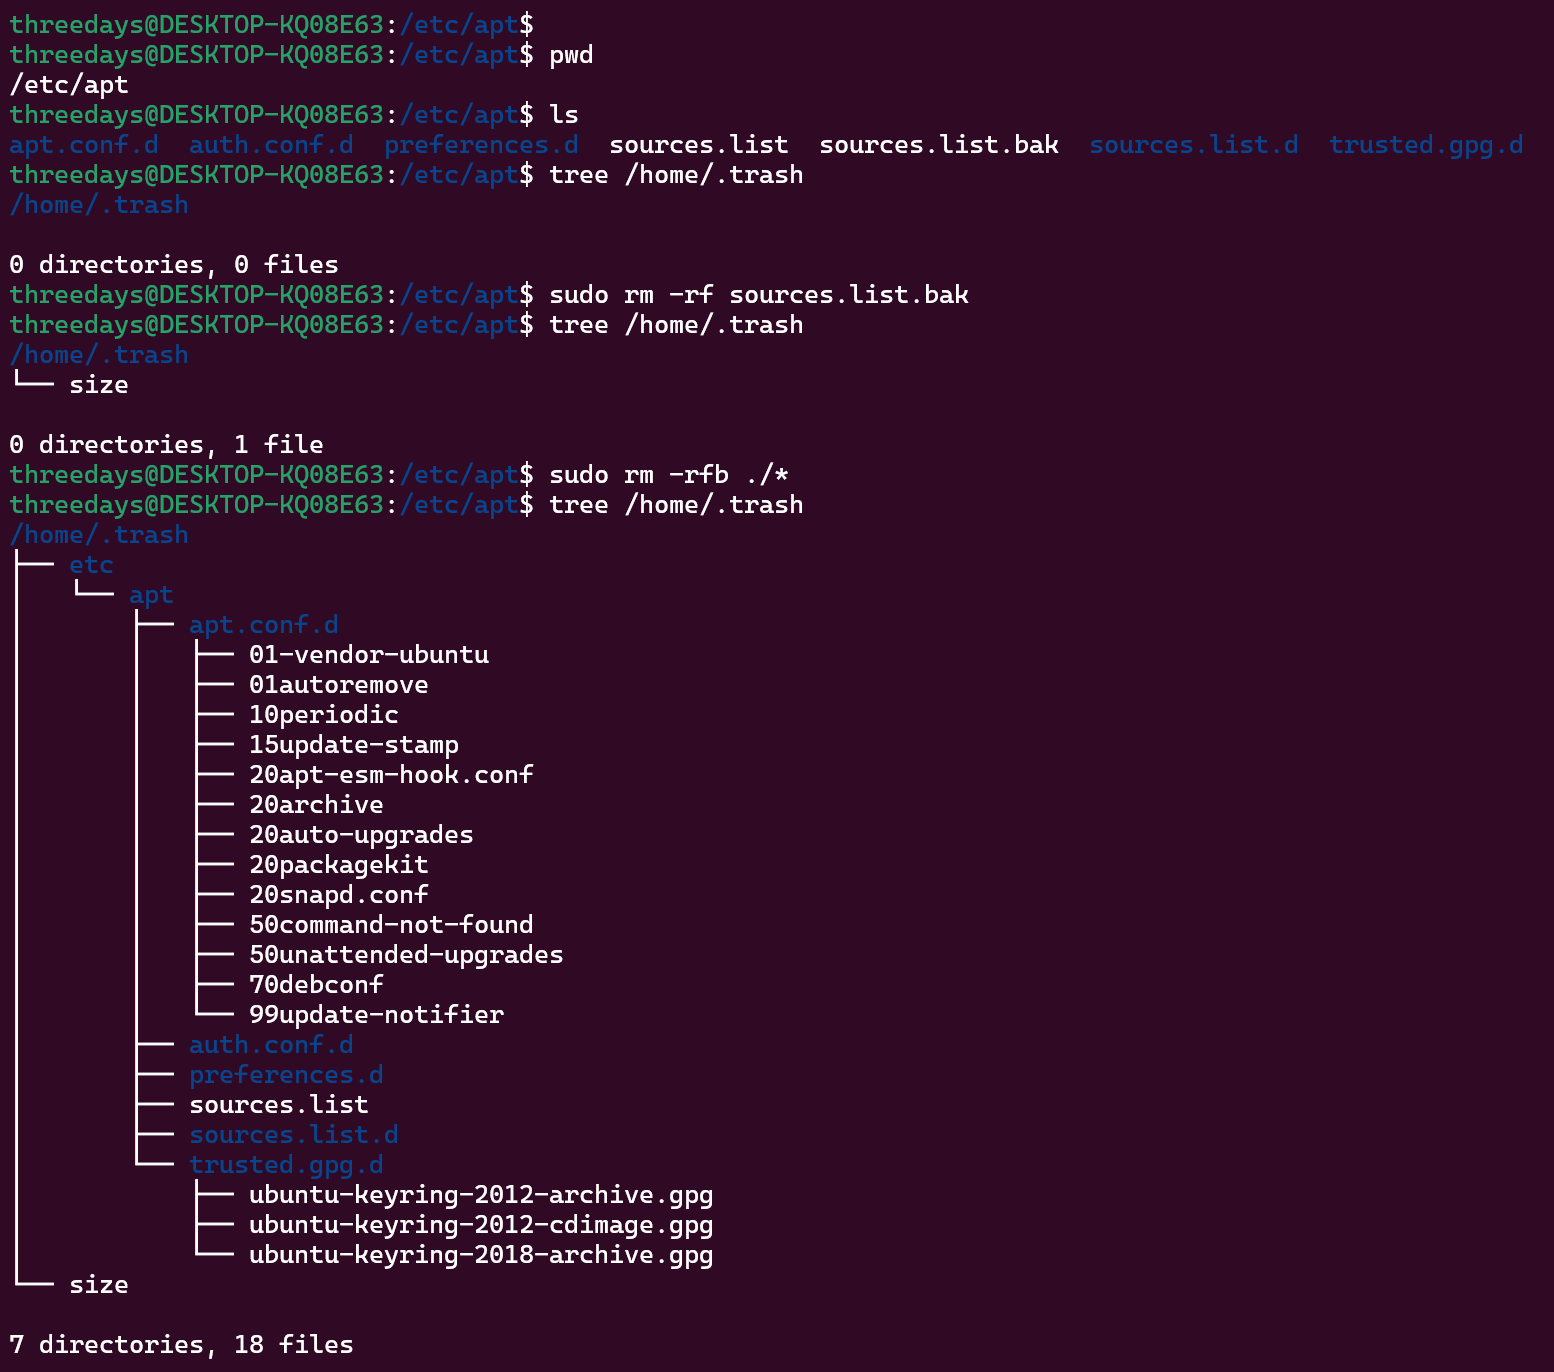 threedays@DESKTOP-KQ08E63:/etc/apt$
threedays@DESKTOP-KQ08E63:/etc/apt$ pwd
/etc/apt
threedays@DESKTOP-KQ08E63:/etc/apt$ ls
apt.conf.d  auth.conf.d  preferences.d  sources.list  sources.list.bak  sources.list.d  trusted.gpg.d
threedays@DESKTOP-KQ08E63:/etc/apt$ tree /home/.trash
/home/.trash

0 directories, 0 files
threedays@DESKTOP-KQ08E63:/etc/apt$ sudo rm -rf sources.list.bak
threedays@DESKTOP-KQ08E63:/etc/apt$ tree /home/.trash
/home/.trash
└── size

0 directories, 1 file
threedays@DESKTOP-KQ08E63:/etc/apt$ sudo rm -rfb ./*
threedays@DESKTOP-KQ08E63:/etc/apt$ tree /home/.trash
/home/.trash
├── etc
│   └── apt
│       ├── apt.conf.d
│       │   ├── 01-vendor-ubuntu
│       │   ├── 01autoremove
│       │   ├── 10periodic
│       │   ├── 15update-stamp
│       │   ├── 20apt-esm-hook.conf
│       │   ├── 20archive
│       │   ├── 20auto-upgrades
│       │   ├── 20packagekit
│       │   ├── 20snapd.conf
│       │   ├── 50command-not-found
│       │   ├── 50unattended-upgrades
│       │   ├── 70debconf
│       │   └── 99update-notifier
│       ├── auth.conf.d
│       ├── preferences.d
│       ├── sources.list
│       ├── sources.list.d
│       └── trusted.gpg.d
│           ├── ubuntu-keyring-2012-archive.gpg
│           ├── ubuntu-keyring-2012-cdimage.gpg
│           └── ubuntu-keyring-2018-archive.gpg
└── size

7 directories, 18 files